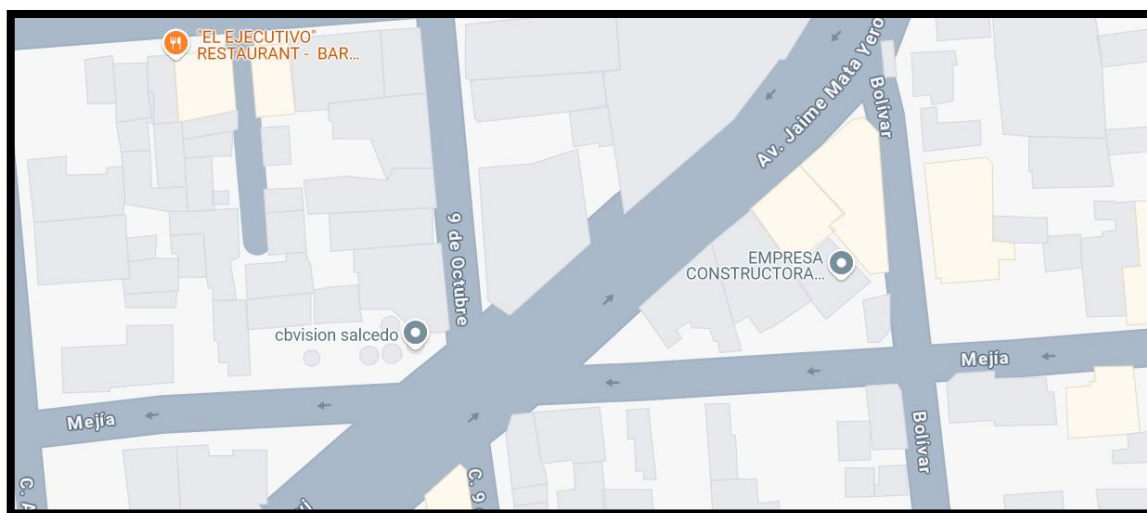 "EL EJECUTIVO"
RESTAURANT - BAR...
Av. Jaime Mata Yero
Bolívar
9 de Octubre
EMPRESA
CONSTRUCTORA...
cbvision salcedo
Mejía
Mejía
Bolívar
C. 9